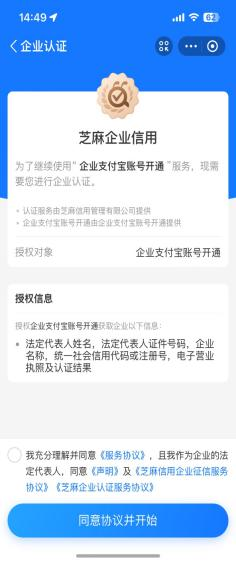 14:49
62
企业认证
芝麻企业信用
为了继续使用“企业支付宝账号开通”服务，现需
要您进行企业认证。
• 认证服务由芝麻信用管理有限公司提供
• 企业支付宝账号开通由企业支付宝账号开通提供
授权对象 企业支付宝账号开通
授权信息
授权企业支付宝账号开通获取企业以下信息：
• 法定代表人姓名，法定代表人证件号码，企业
名称，统一社会信用代码或注册号，电子营业
执照及认证结果
我充分理解并同意《服务协议》，且我作为企业的法
定代表人，同意《声明》及《芝麻信用企业征信服务
协议》《芝麻企业认证服务协议》
同意协议并开始